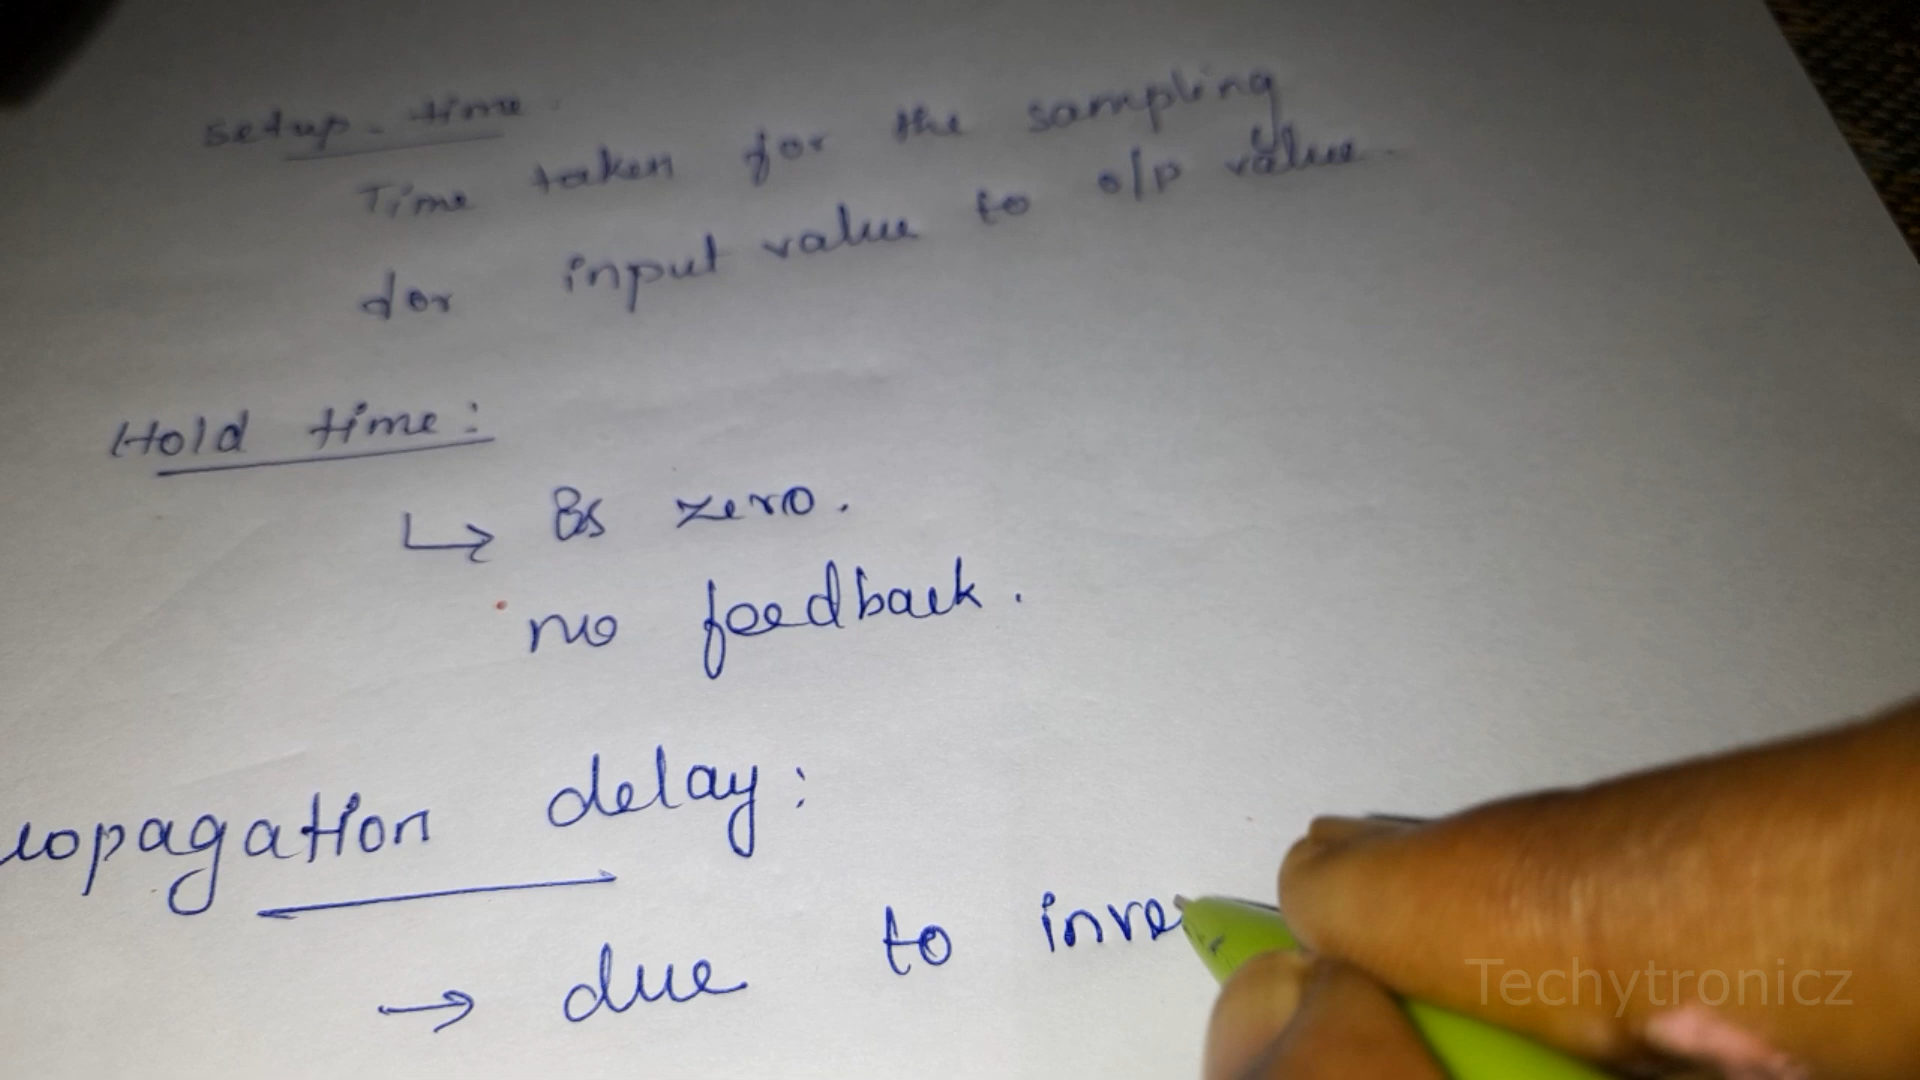 setup time.
Time taken for the sampling
for input value to o/p value.
Hold time:
↳ Is zero.
no feedback.
ropagation delay:
→ due to inve
Techytronicz